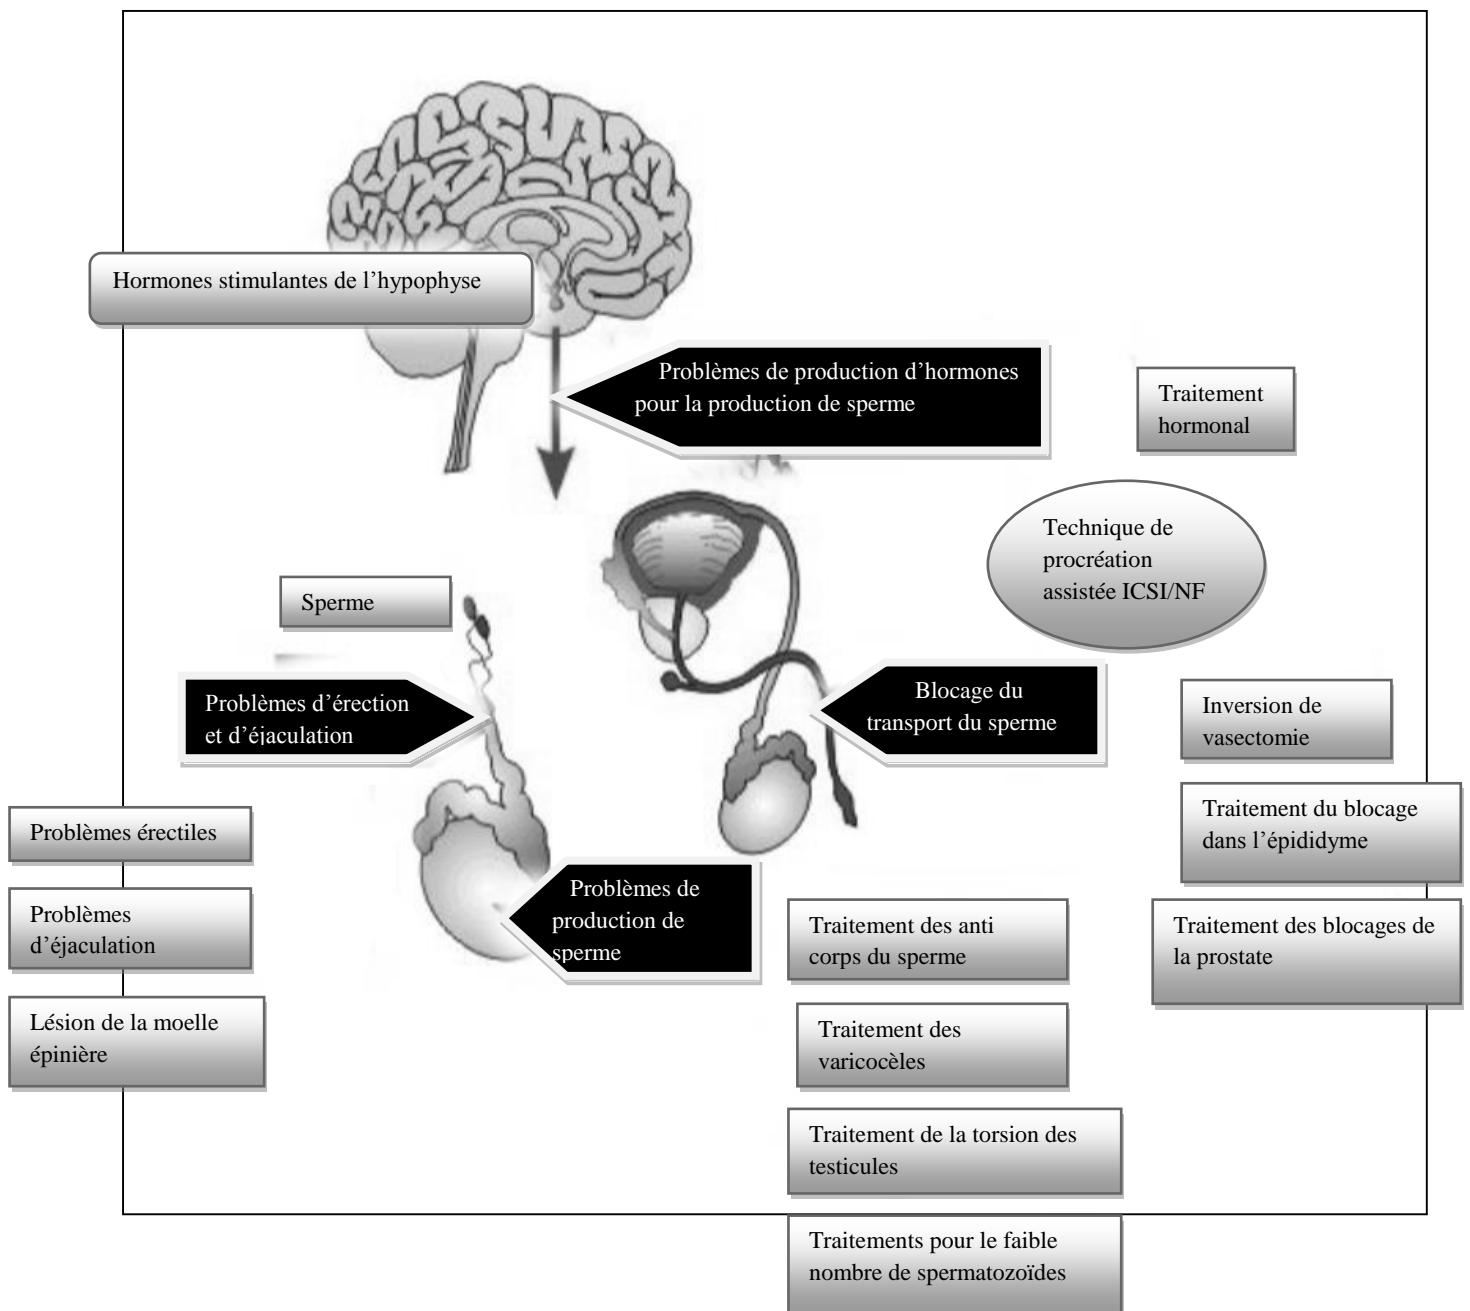 Hormones stimulantes de l’hypophyse
Problèmes de production d’hormones
pour la production de sperme
Traitement
hormonal
Technique de
procréation
assistée ICSI/NF
Sperme
Problèmes d’érection
et d’éjaculation
Blocage du
transport du sperme
Inversion de
vasectomie
Traitement du blocage
dans l’épididyme
Problèmes érectiles
Problèmes
d’éjaculation
Problèmes de
production de
sperme
Traitement des anti
corps du sperme
Traitement des blocages de
la prostate
Lésion de la moelle
épinière
Traitement des
varicocèles
Traitement de la torsion des
testicules
Traitements pour le faible
nombre de spermatozoïdes